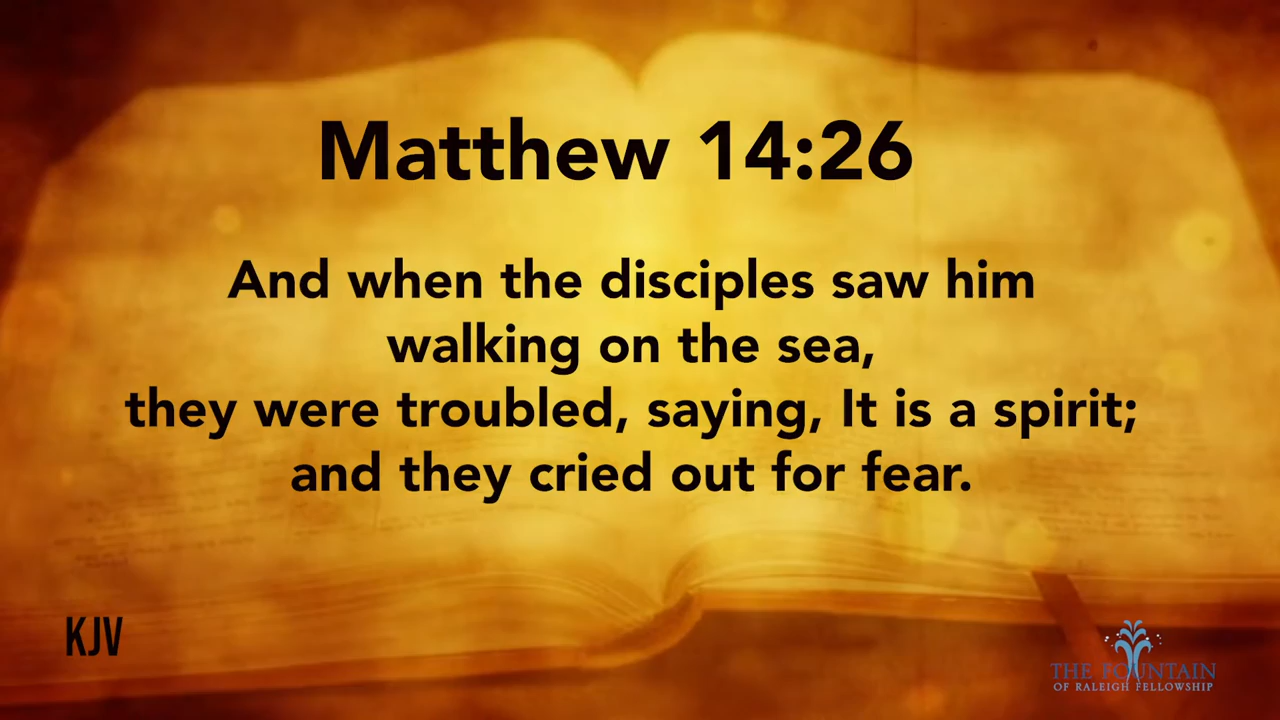 Matthew 14:26
And when the disciples saw him
walking on the sea,
they were troubled, saying, It is a spirit;
and they cried out for fear.
KJV
THE FOUNTAIN
OF RALEIGH FELLOWSHIP